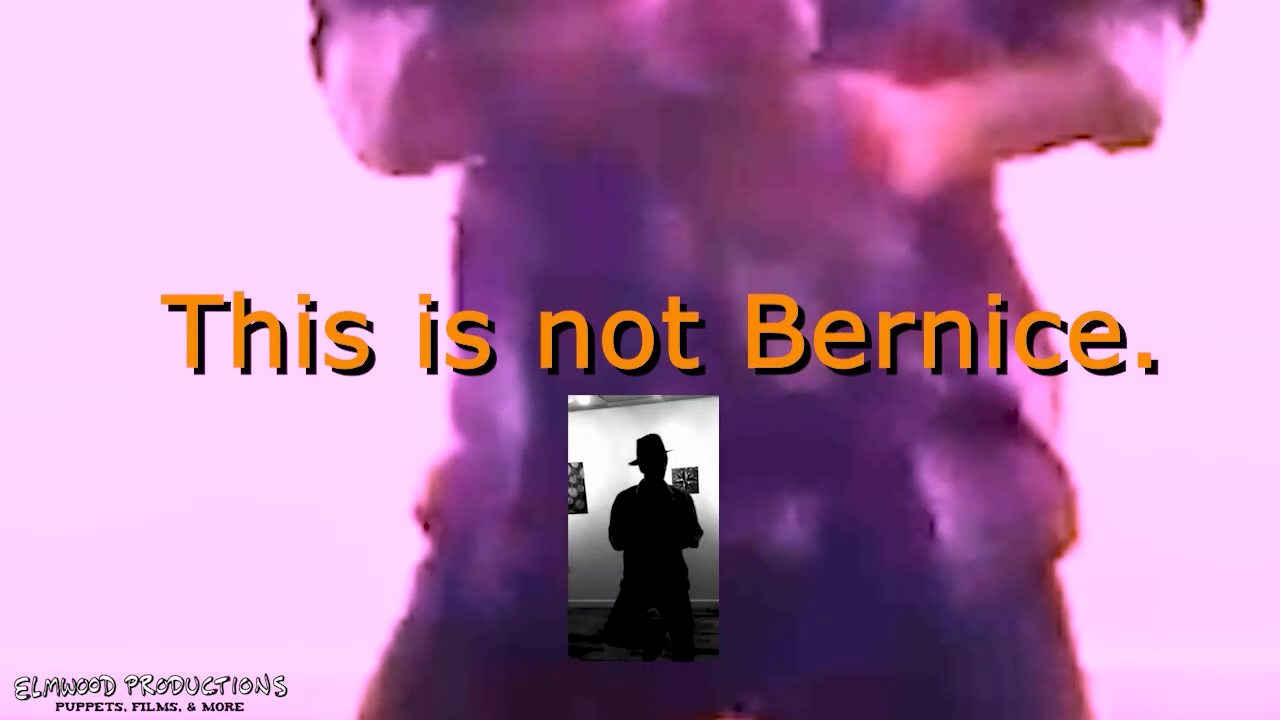 This is not Bernice.
ELMWOOD PRODUCTIONS
PUPPETS, FILMS, & MORE